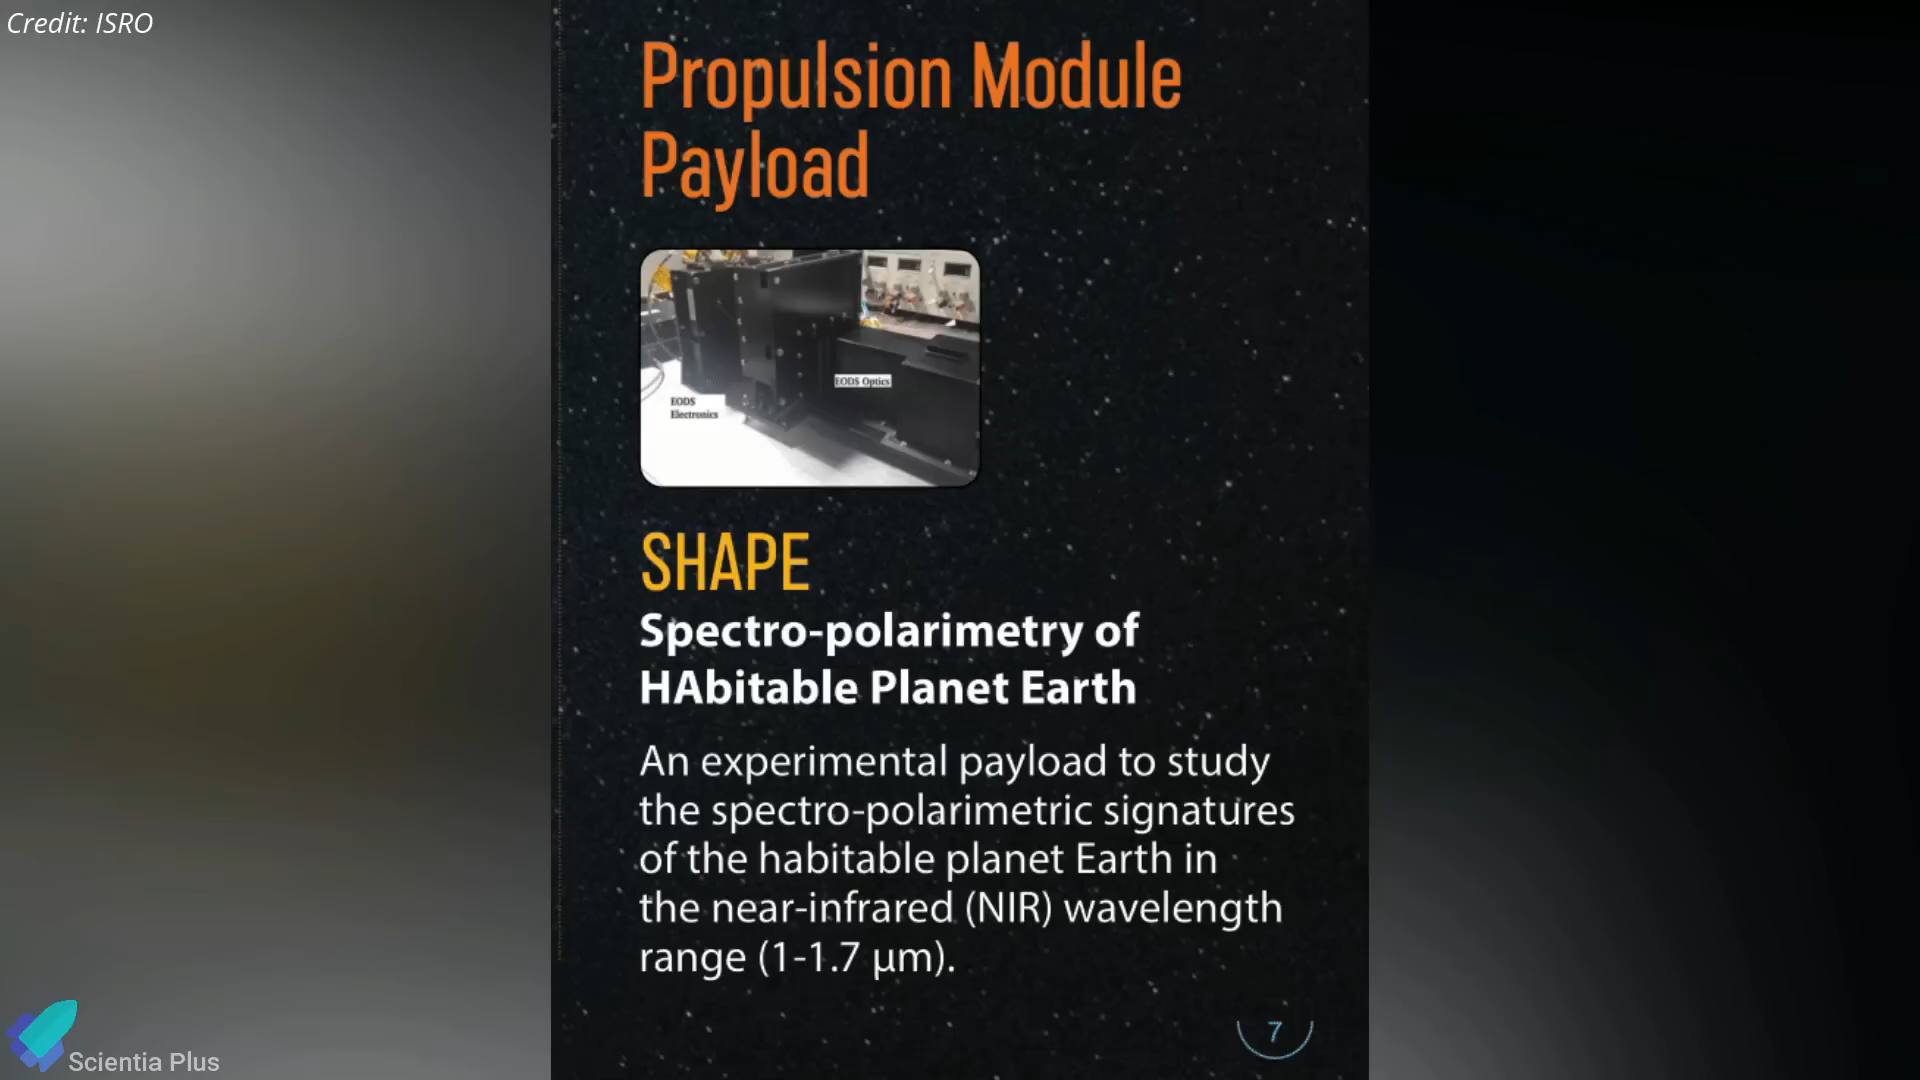 Credit: ISRO
Propulsion Module
Payload
EODS Optics
EODS
Electronics
SHAPE
Spectro-polarimetry of
HAbitable Planet Earth
An experimental payload to study
the spectro-polarimetric signatures
of the habitable planet Earth in
the near-infrared (NIR) wavelength
range (1-1.7 μm).
7
Scientia Plus